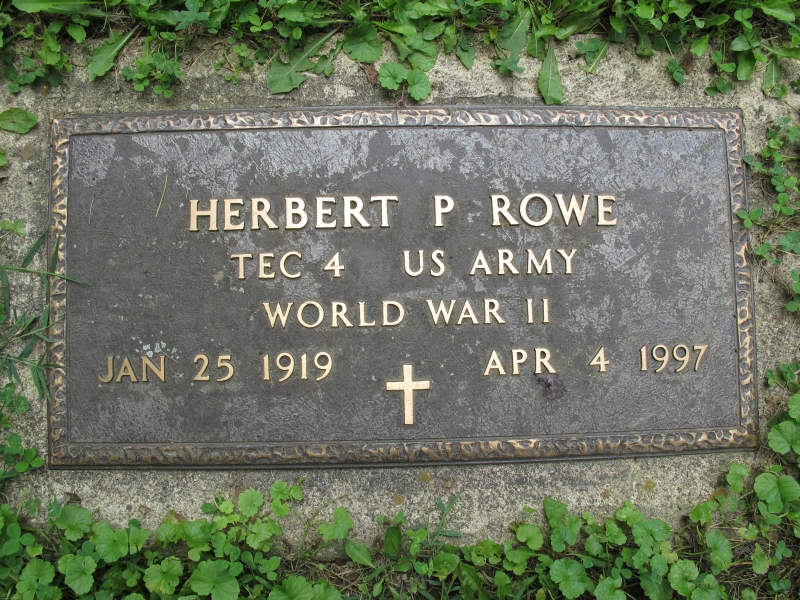 HERBERT P ROWE
TEC 4 US ARMY
WORLD WAR II
JAN 25 1919 APR 4 1997